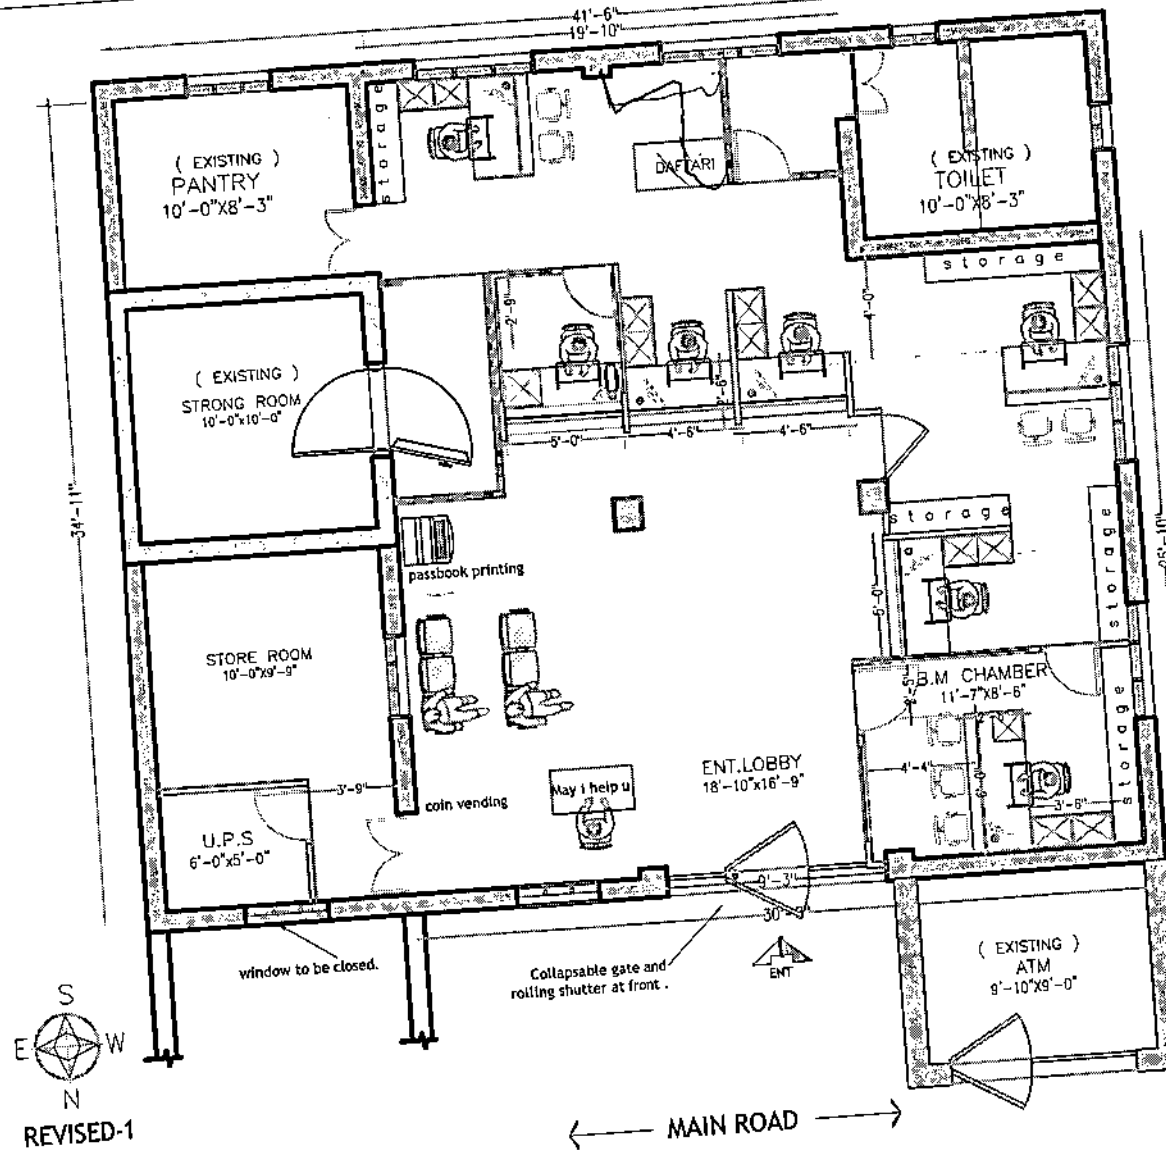 41'-6"
19'-10"
( EXISTING )
PANTRY
10'-0"X8'-3"
storage
DAFTARI
( EXISTING )
TOILET
10'-0"X8'-3"
storage
2'-9"
4'-0"
( EXISTING )
STRONG ROOM
10'-0"x10'-0"
2'-6"
5'-0"
4'-6"
4'-6"
34'-11"
storage
storage
passbook printing
STORE ROOM
10'-0"X9'-9"
B.M CHAMBER
11'-7"X8'-6"
storage
ENT.LOBBY
18'-10"x16'-9"
4'-4"
6'-0"
3'-6"
3'-9"
coin vending
May i help u
U.P.S
6'-0"x5'-0"
9'-3"
window to be closed.
Collapsable gate and
rolling shutter at front .
ENT
( EXISTING )
ATM
9'-10"X9'-0"
S
E
W
N
REVISED-1
MAIN ROAD